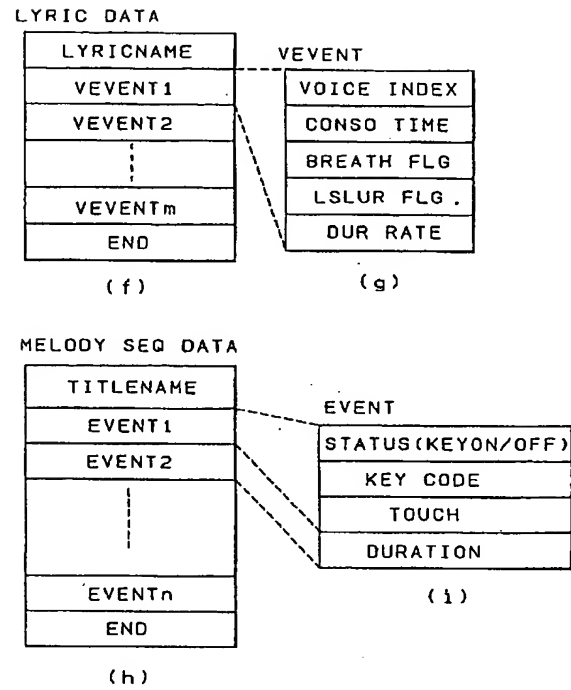 LYRIC DATA
LYRICNAME
VEVENT1
VEVENT2
VEVENTm
END
(f)
VEVENT
VOICE INDEX
CONSO TIME
BREATH FLG
LSLUR FLG.
DUR RATE
(g)
MELODY SEQ DATA
TITLENAME
EVENT1
EVENT2
EVENTn
END
(h)
EVENT
STATUS(KEYON/OFF)
KEY CODE
TOUCH
DURATION
(i)